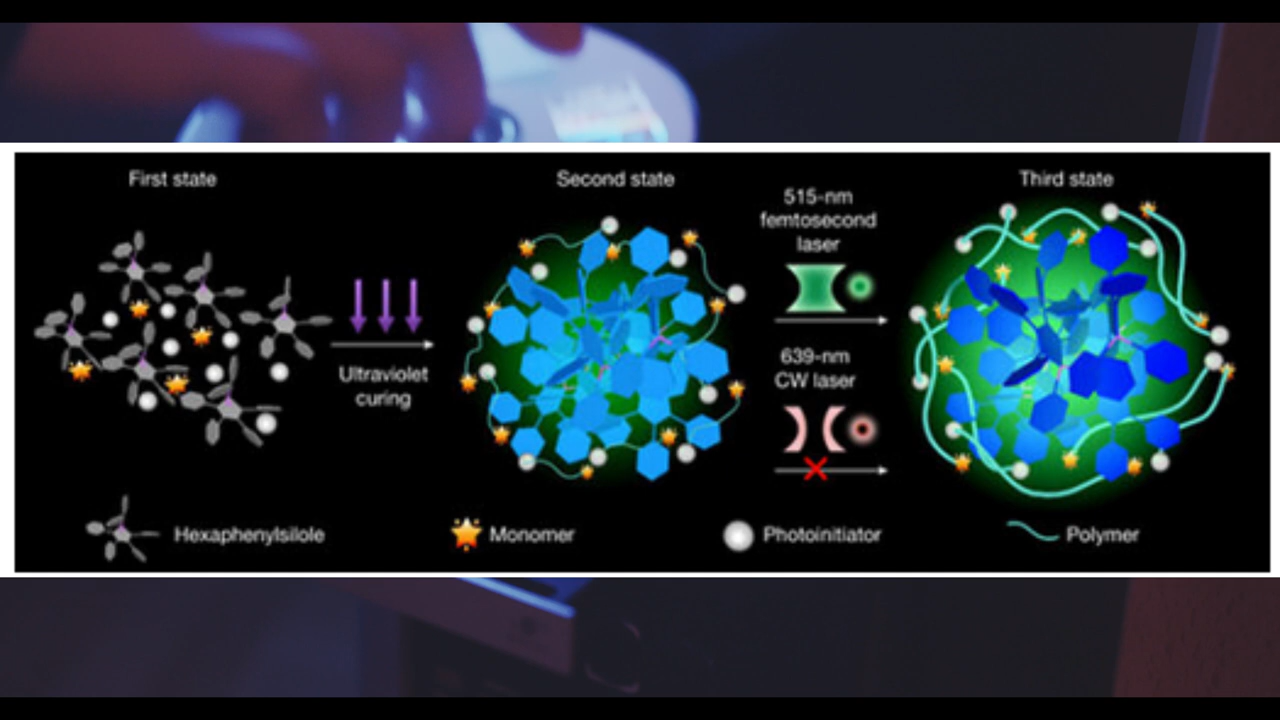 First state
Second state
Third state
515-nm
femtosecond
laser
639-nm
CW laser
Ultraviolet
curing
Hexaphenylsilole
Monomer
Photoinitiator
Polymer